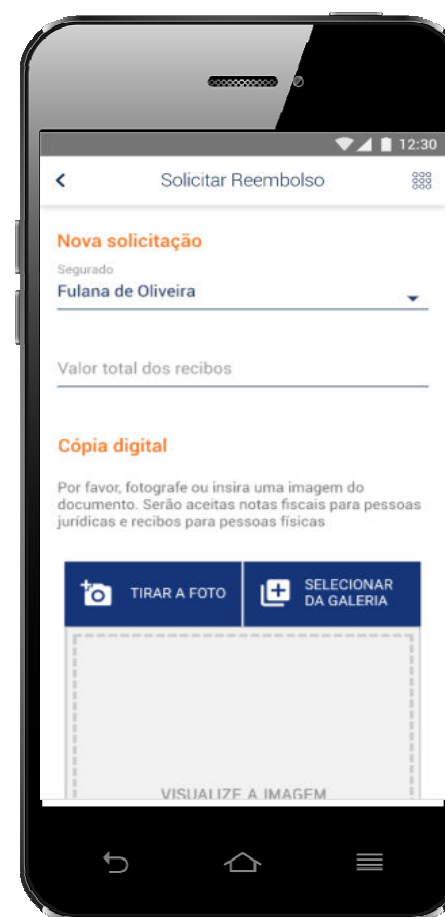 12:30
Solicitar Reembolso
Nova solicitação
Segurado
Fulana de Oliveira
Valor total dos recibos
Cópia digital
Por favor, fotografe ou insira uma imagem do
documento. Serão aceitas notas fiscais para pessoas
jurídicas e recibos para pessoas físicas
TIRAR A FOTO
SELECIONAR
DA GALERIA
VISUALIZE A IMAGEM